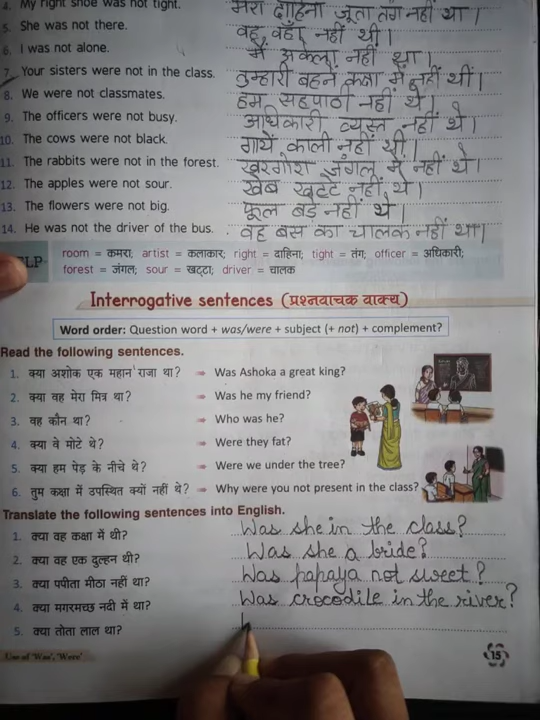 4. My right shoe was not tight. मेरा दाहिना जूता तंग नहीं था।
5. She was not there. वह वहाँ नहीं थी।
6. I was not alone. मैं अकेला नहीं था।
7. Your sisters were not in the class. तुम्हारी बहनें कक्षा में नहीं थीं।
8. We were not classmates. हम सहपाठी नहीं थे।
9. The officers were not busy. अधिकारी व्यस्त नहीं थे।
10. The cows were not black. गायें काली नहीं थी।
11. The rabbits were not in the forest. खरगोश जंगल में नहीं थे।
12. The apples were not sour. खेब खट्टे नहीं थे।
13. The flowers were not big. फूल बड़े नहीं थे।
14. He was not the driver of the bus. वह बस का चालक नहीं था।
LP room = कमरा; artist = कलाकार; right = दाहिना; tight = तंग; officer = अधिकारी;
forest = जंगल; sour = खट्टा; driver = चालक
Interrogative sentences (प्रश्नवाचक वाक्य)
Word order: Question word + was/were + subject (+ not) + complement?
Read the following sentences.
1. क्या अशोक एक महान राजा था? ⇒ Was Ashoka a great king?
2. क्या वह मेरा मित्र था? ⇒ Was he my friend?
3. वह कौन था? ⇒ Who was he?
4. क्या वे मोटे थे? ⇒ Were they fat?
5. क्या हम पेड़ के नीचे थे? ⇒ Were we under the tree?
6. तुम कक्षा में उपस्थित क्यों नहीं थे? ⇒ Why were you not present in the class?
Translate the following sentences into English.
1. क्या वह कक्षा में थी? Was she in the class?
2. क्या वह एक दुल्हन थी? Was she a bride?
3. क्या पपीता मीठा नहीं था? Was papaya not sweet?
4. क्या मगरमच्छ नदी में था? Was crocodile in the river?
5. क्या तोता लाल था?
Use of 'Was', 'Were' 15